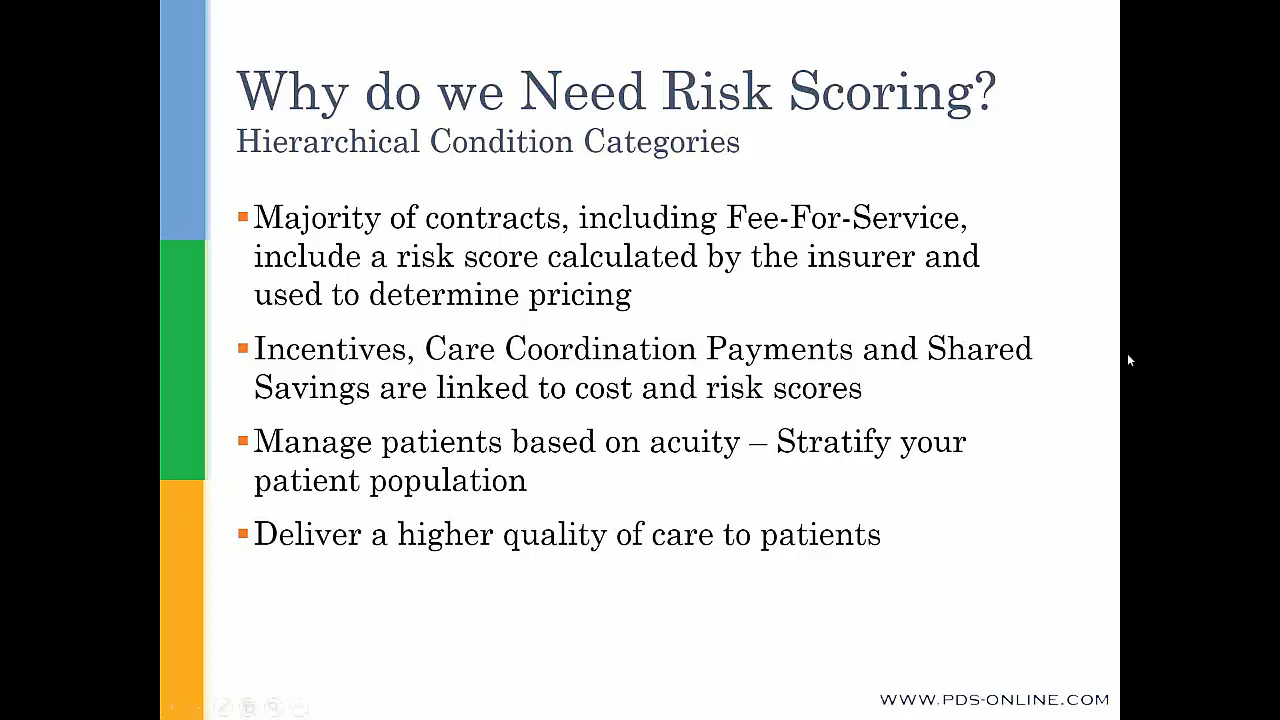 Why do we Need Risk Scoring?
Hierarchical Condition Categories
Majority of contracts, including Fee-For-Service,
include a risk score calculated by the insurer and
used to determine pricing
Incentives, Care Coordination Payments and Shared
Savings are linked to cost and risk scores
Manage patients based on acuity – Stratify your
patient population
Deliver a higher quality of care to patients
WWW.PDS-ONLINE.COM